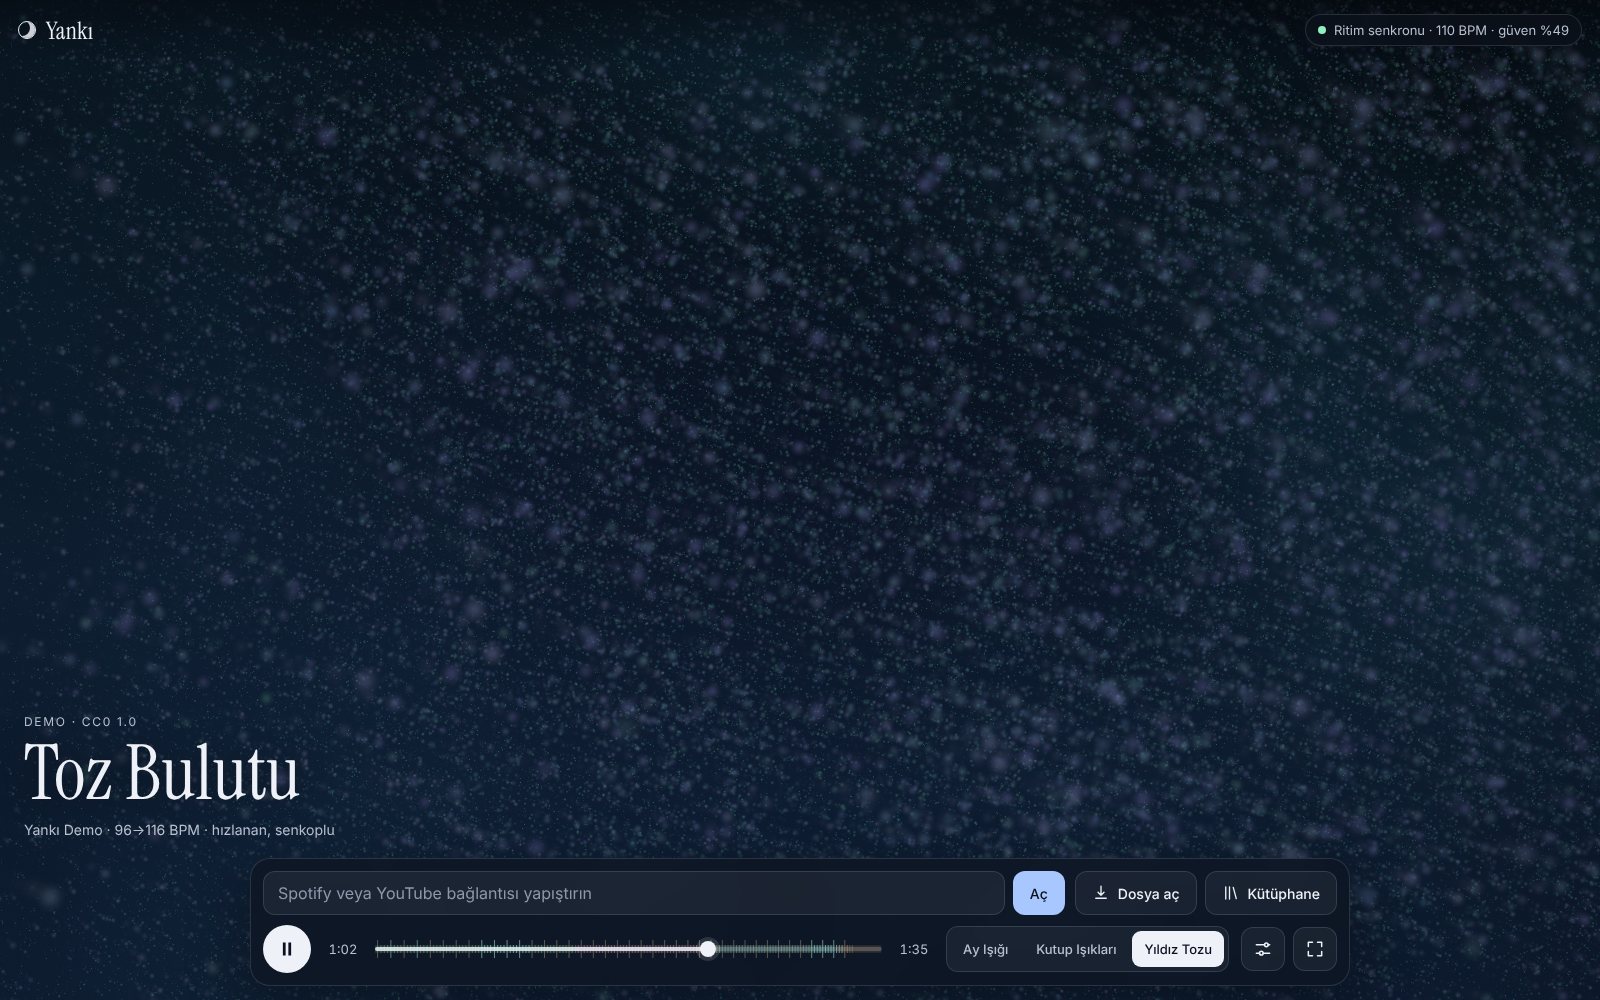 Yankı
Ritim senkronu · 110 BPM · güven %49
DEMO · CC0 1.0
Toz Bulutu
Yankı Demo · 96→116 BPM · hızlanan, senkoplu
Spotify veya YouTube bağlantısı yapıştırın
Aç
Dosya aç
Kütüphane
1:02
1:35
Ay Işığı
Kutup Işıkları
Yıldız Tozu